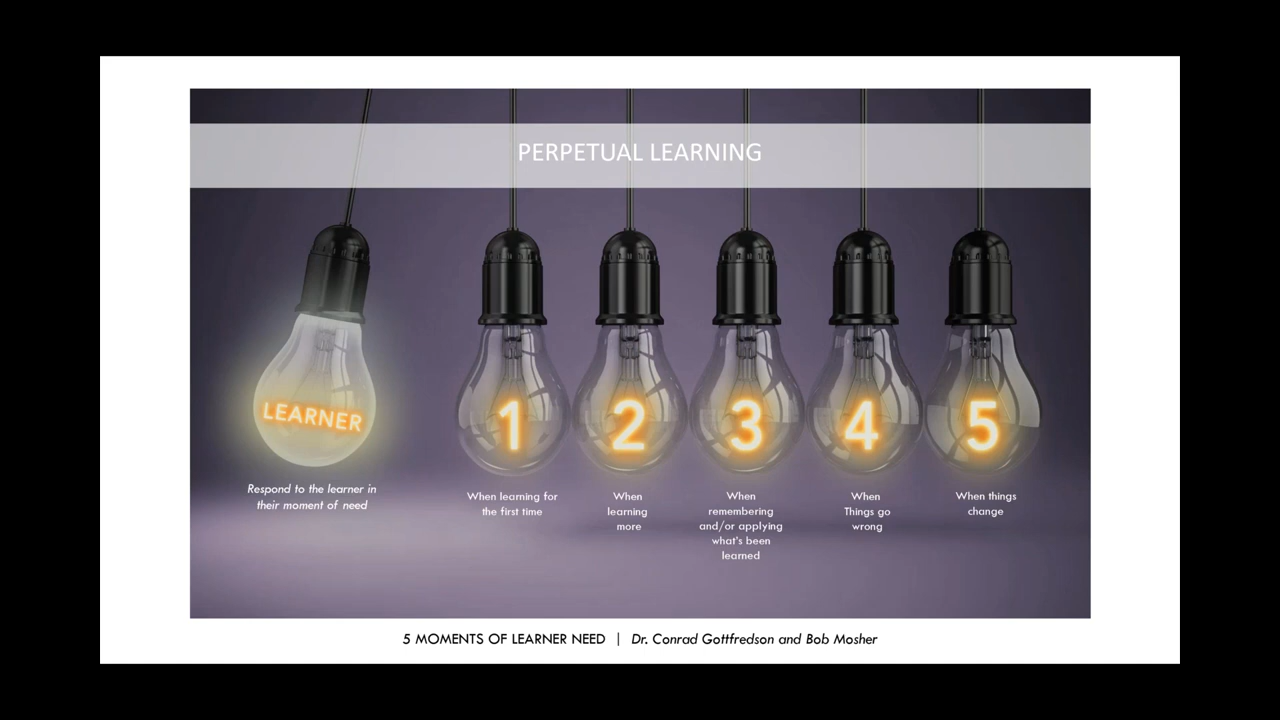 PERPETUAL LEARNING
LEARNER
1
2
3
4
5
Respond to the learner in
their moment of need
When learning for
the first time
When
learning
more
When
remembering
and/or applying
what's been
learned
When
Things go
wrong
When things
change
5 MOMENTS OF LEARNER NEED | Dr. Conrad Gottfredson and Bob Mosher